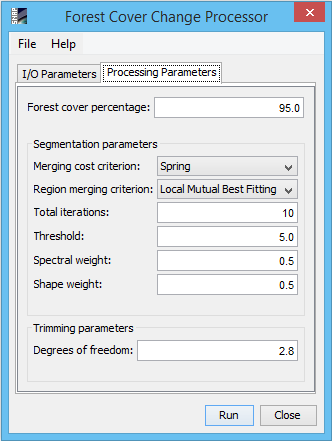 Forest Cover Change Processor
File Help
I/O Parameters Processing Parameters
Forest cover percentage: 95.0
Segmentation parameters
Merging cost criterion: Spring
Region merging criterion: Local Mutual Best Fitting
Total iterations: 10
Threshold: 5.0
Spectral weight: 0.5
Shape weight: 0.5
Trimming parameters
Degrees of freedom: 2.8
Run Close